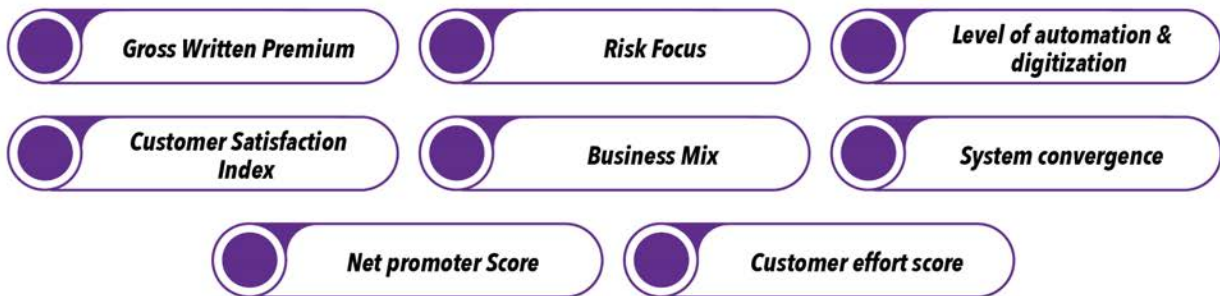 Gross Written Premium
Risk Focus
Level of automation &
digitization
Customer Satisfaction
Index
Business Mix
System convergence
Net promoter Score
Customer effort score